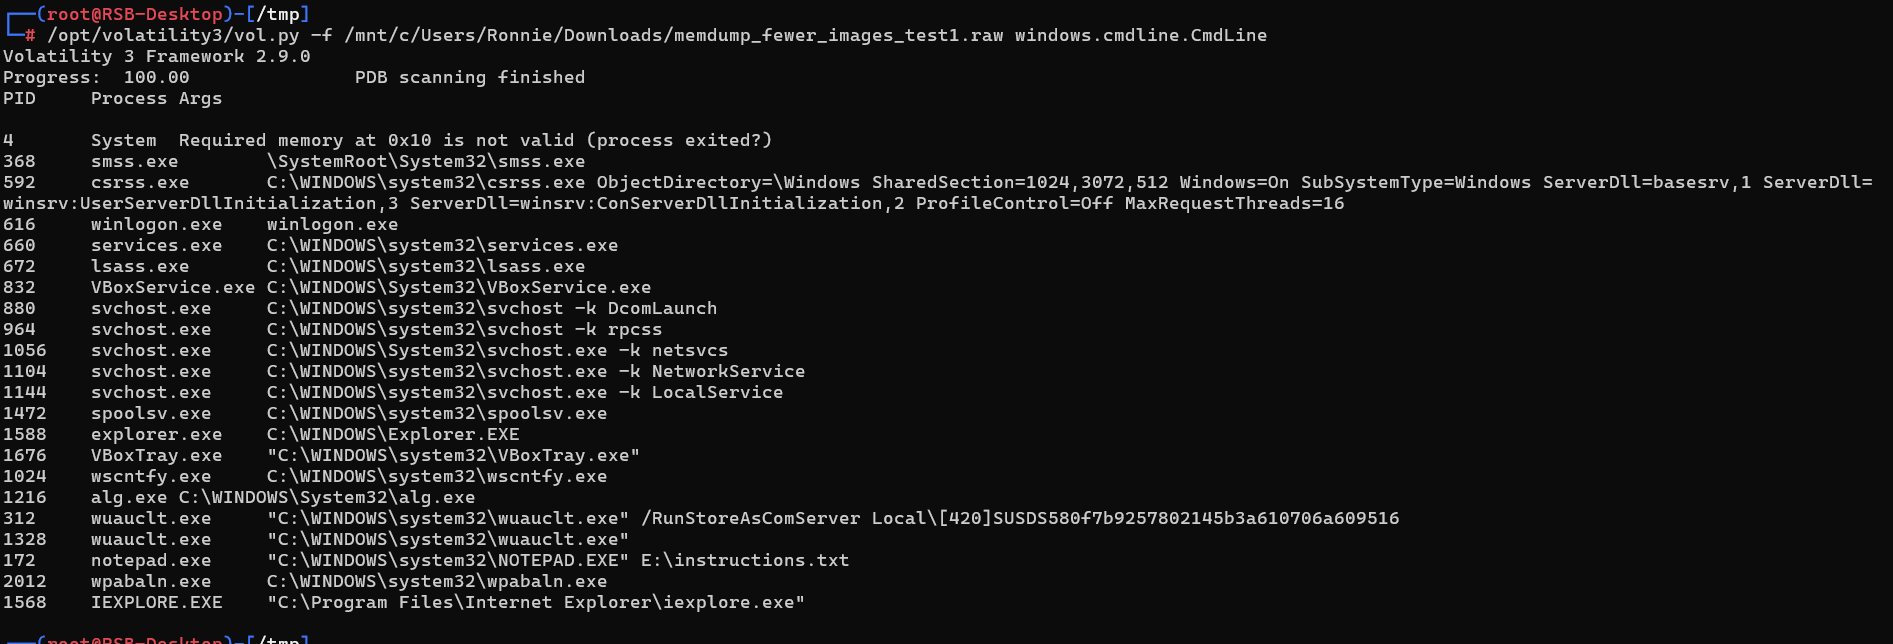 ┌──(root@RSB-Desktop)-[/tmp]
└─# /opt/volatility3/vol.py -f /mnt/c/Users/Ronnie/Downloads/memdump_fewer_images_test1.raw windows.cmdline.CmdLine
Volatility 3 Framework 2.9.0
Progress:  100.00               PDB scanning finished
PID     Process Args

4       System  Required memory at 0x10 is not valid (process exited?)
368     smss.exe        \SystemRoot\System32\smss.exe
592     csrss.exe       C:\WINDOWS\system32\csrss.exe ObjectDirectory=\Windows SharedSection=1024,3072,512 Windows=On SubSystemType=Windows ServerDll=basesrv,1 ServerDll=
winsrv:UserServerDllInitialization,3 ServerDll=winsrv:ConServerDllInitialization,2 ProfileControl=Off MaxRequestThreads=16
616     winlogon.exe    winlogon.exe
660     services.exe    C:\WINDOWS\system32\services.exe
672     lsass.exe       C:\WINDOWS\system32\lsass.exe
832     VBoxService.exe C:\WINDOWS\System32\VBoxService.exe
880     svchost.exe     C:\WINDOWS\system32\svchost -k DcomLaunch
964     svchost.exe     C:\WINDOWS\system32\svchost -k rpcss
1056    svchost.exe     C:\WINDOWS\System32\svchost.exe -k netsvcs
1104    svchost.exe     C:\WINDOWS\system32\svchost.exe -k NetworkService
1144    svchost.exe     C:\WINDOWS\system32\svchost.exe -k LocalService
1472    spoolsv.exe     C:\WINDOWS\system32\spoolsv.exe
1588    explorer.exe    C:\WINDOWS\Explorer.EXE
1676    VBoxTray.exe    "C:\WINDOWS\system32\VBoxTray.exe"
1024    wscntfy.exe     C:\WINDOWS\system32\wscntfy.exe
1216    alg.exe C:\WINDOWS\System32\alg.exe
312     wuauclt.exe     "C:\WINDOWS\system32\wuauclt.exe" /RunStoreAsComServer Local\[420]SUSDS580f7b9257802145b3a610706a609516
1328    wuauclt.exe     "C:\WINDOWS\system32\wuauclt.exe"
172     notepad.exe     "C:\WINDOWS\system32\NOTEPAD.EXE" E:\instructions.txt
2012    wpabaln.exe     C:\WINDOWS\system32\wpabaln.exe
1568    IEXPLORE.EXE    "C:\Program Files\Internet Explorer\iexplore.exe"

┌──(root@RSB-Desktop)-[/tmp]